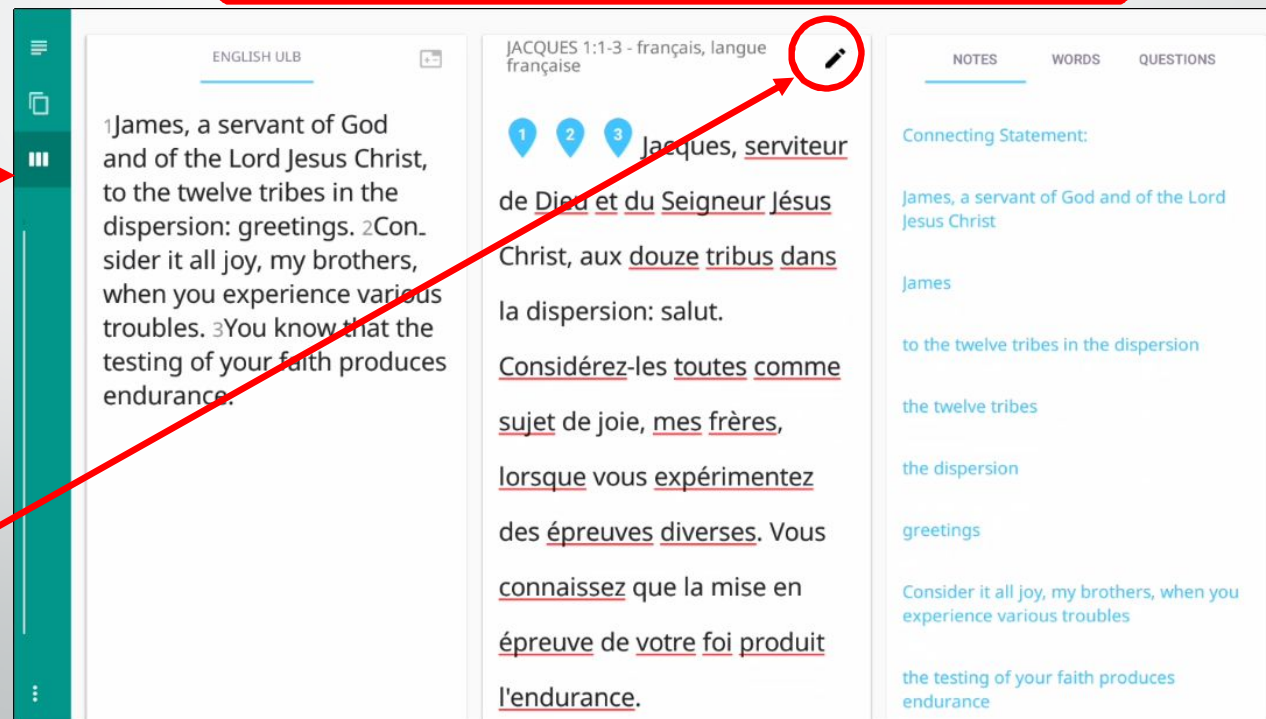 ENGLISH ULB
1James, a servant of God
and of the Lord Jesus Christ,
to the twelve tribes in the
dispersion: greetings. 2Con-
sider it all joy, my brothers,
when you experience various
troubles. 3You know that the
testing of your faith produces
endurance.
JACQUES 1:1-3 - français, langue
française
1 2 3 Jacques, serviteur
de Dieu et du Seigneur Jésus
Christ, aux douze tribus dans
la dispersion: salut.
Considérez-les toutes comme
sujet de joie, mes frères,
lorsque vous expérimentez
des épreuves diverses. Vous
connaissez que la mise en
épreuve de votre foi produit
l'endurance.
NOTES WORDS QUESTIONS
Connecting Statement:
James, a servant of God and of the Lord
Jesus Christ
James
to the twelve tribes in the dispersion
the twelve tribes
the dispersion
greetings
Consider it all joy, my brothers, when you
experience various troubles
the testing of your faith produces
endurance